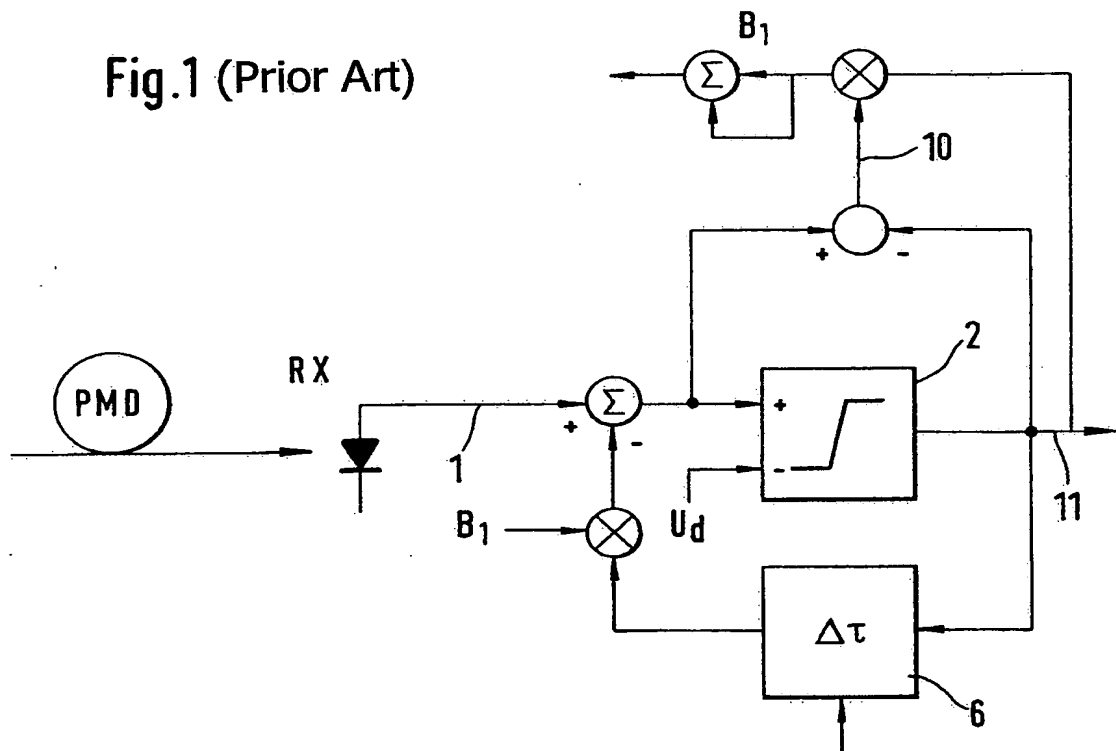 Fig.1 (Prior Art)
B1
Σ
10
+ -
PMD
RX
2
Σ
+
+ -
1
-
B1
Ud
11
Δτ
6